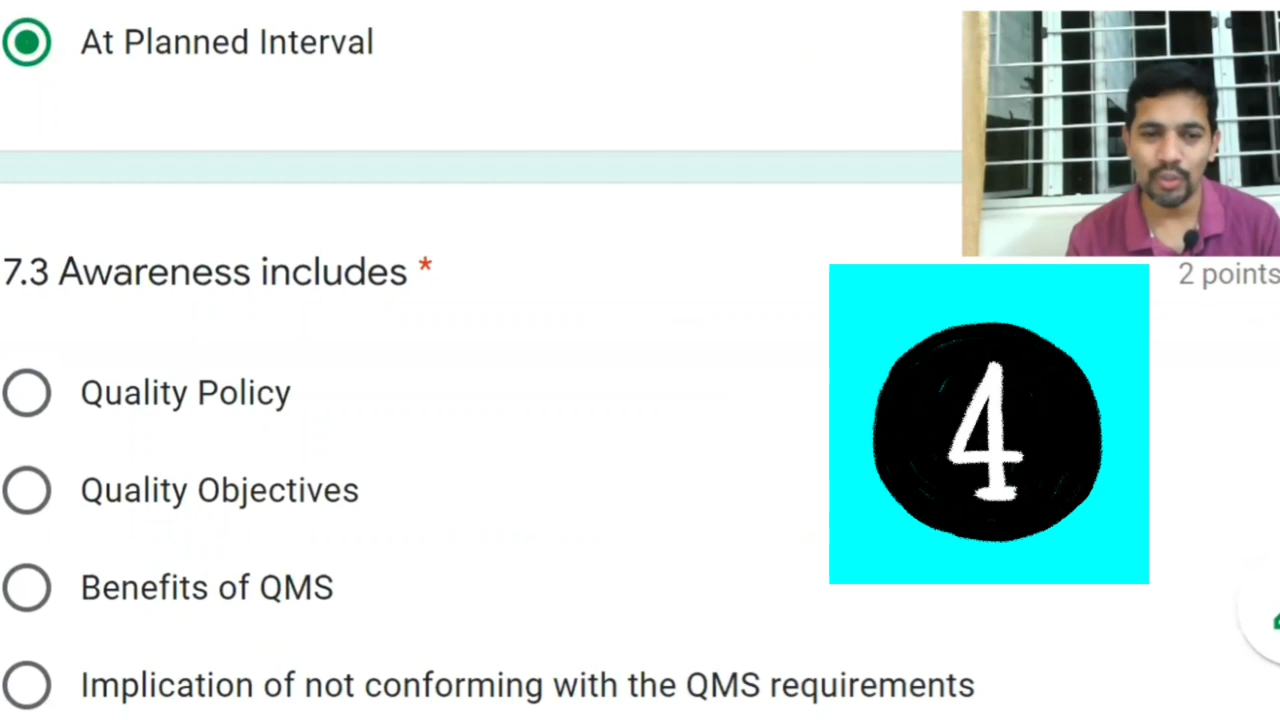 At Planned Interval
7.3 Awareness includes *
2 points
4
Quality Policy
Quality Objectives
Benefits of QMS
Implication of not conforming with the QMS requirements